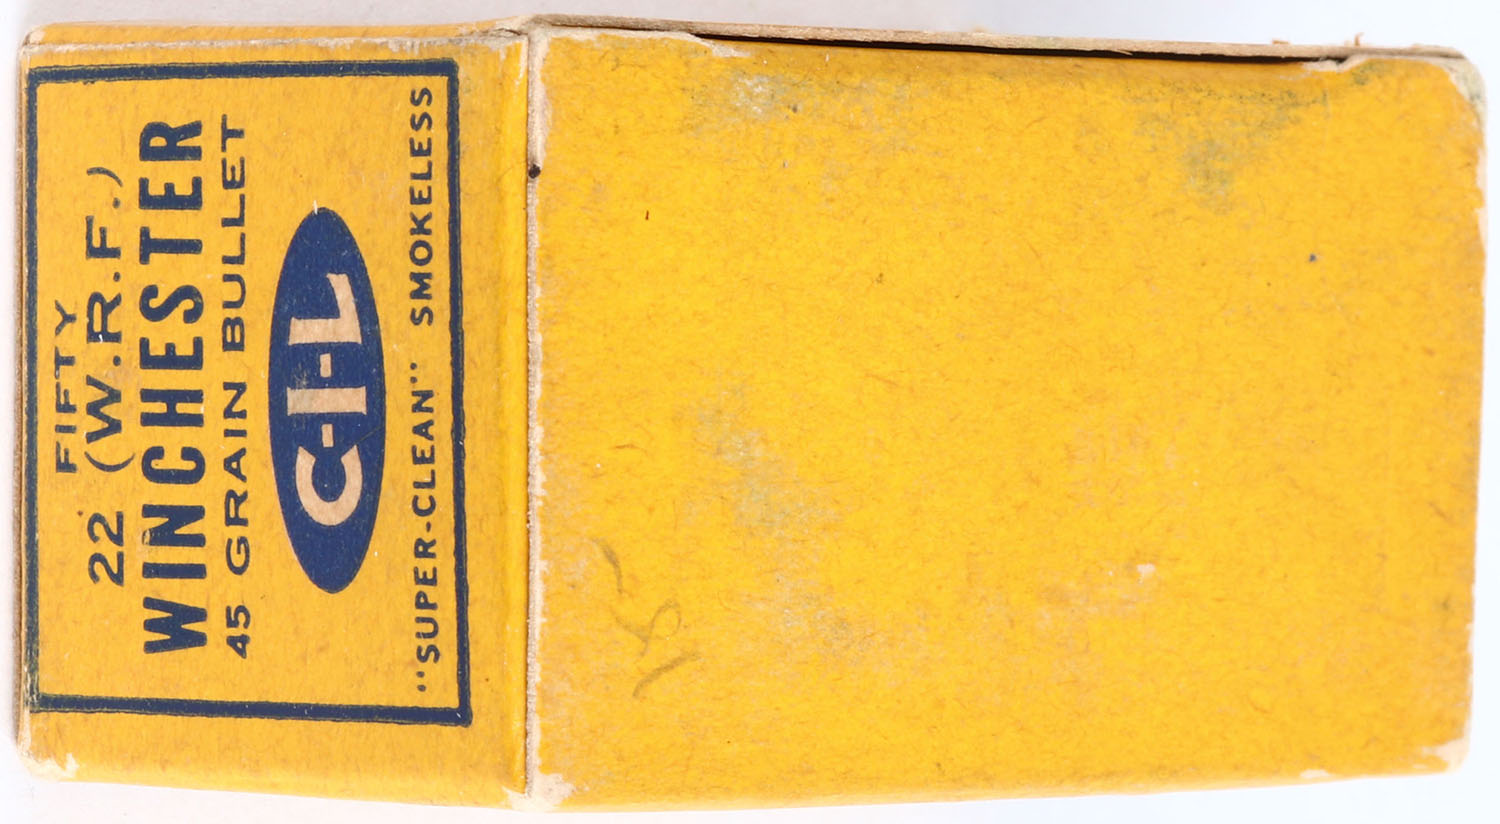 FIFTY
22 (W.R.F.)
WINCHESTER
45 GRAIN BULLET
C-I-L
"SUPER-CLEAN" SMOKELESS